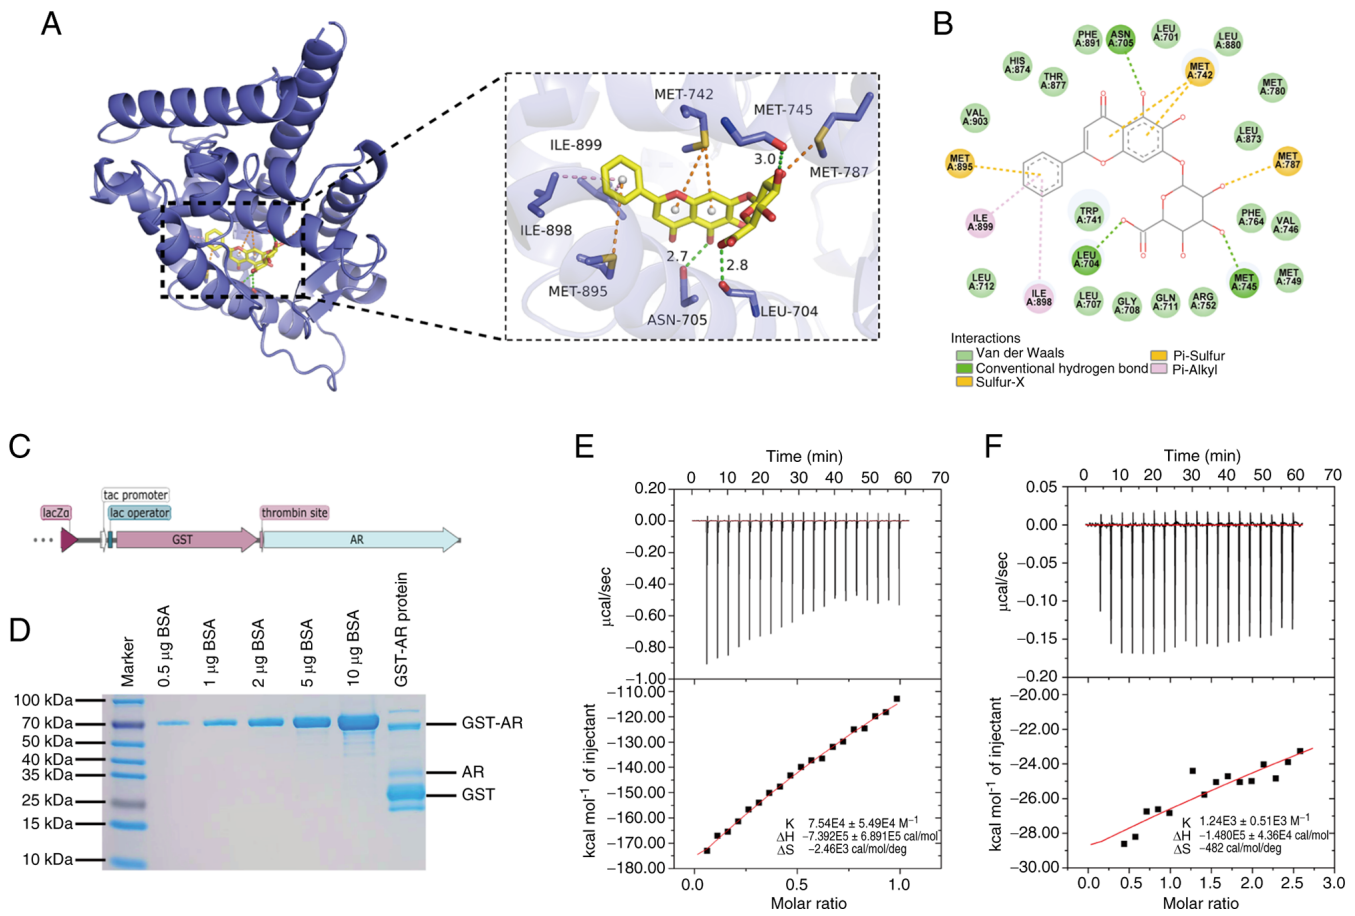 A
MET-742
MET-745
ILE-899
3.0
MET-787
ILE-898
2.7
2.8
MET-895
ASN-705
LEU-704
B
PHE A:891
ASN A:705
LEU A:701
LEU A:880
HIS A:874
THR A:877
MET A:742
MET A:780
VAL A:903
LEU A:873
MET A:895
MET A:787
O
ILE A:899
TRP A:741
PHE A:764
VAL A:746
LEU A:704
LEU A:712
ILE A:898
LEU A:707
GLY A:708
GLN A:711
ARG A:752
MET A:745
MET A:749
Interactions
Van der Waals
Conventional hydrogen bond
Sulfur-X
Pi-Sulfur
Pi-Alkyl
C
tac promoter
lacZα
lac operator
thrombin site
GST
AR
D
Marker
0.5 µg BSA
1 µg BSA
2 µg BSA
5 µg BSA
10 µg BSA
GST-AR protein
100 kDa
70 kDa
50 kDa
40 kDa
35 kDa
25 kDa
15 kDa
10 kDa
GST-AR
AR
GST
E
Time (min)
0 10 20 30 40 50 60 70
0.20
0.00
−0.20
−0.40
−0.60
−0.80
−1.00
µcal/sec
−110.00
−120.00
−130.00
−140.00
−150.00
−160.00
−170.00
−180.00
kcal mol⁻¹ of injectant
K 7.54E4 ± 5.49E4 M⁻¹
ΔH −7.392E5 ± 6.891E5 cal/mol
ΔS −2.46E3 cal/mol/deg
0.0 0.5 1.0
Molar ratio
F
Time (min)
0 10 20 30 40 50 60 70
0.05
0.00
−0.05
−0.10
−0.15
−0.20
µcal/sec
−20.00
−22.00
−24.00
−26.00
−28.00
−30.00
kcal mol⁻¹ of injectant
K 1.24E3 ± 0.51E3 M⁻¹
ΔH −1.480E5 ± 4.36E4 cal/mol
ΔS −482 cal/mol/deg
0.0 0.5 1.0 1.5 2.0 2.5 3.0
Molar ratio